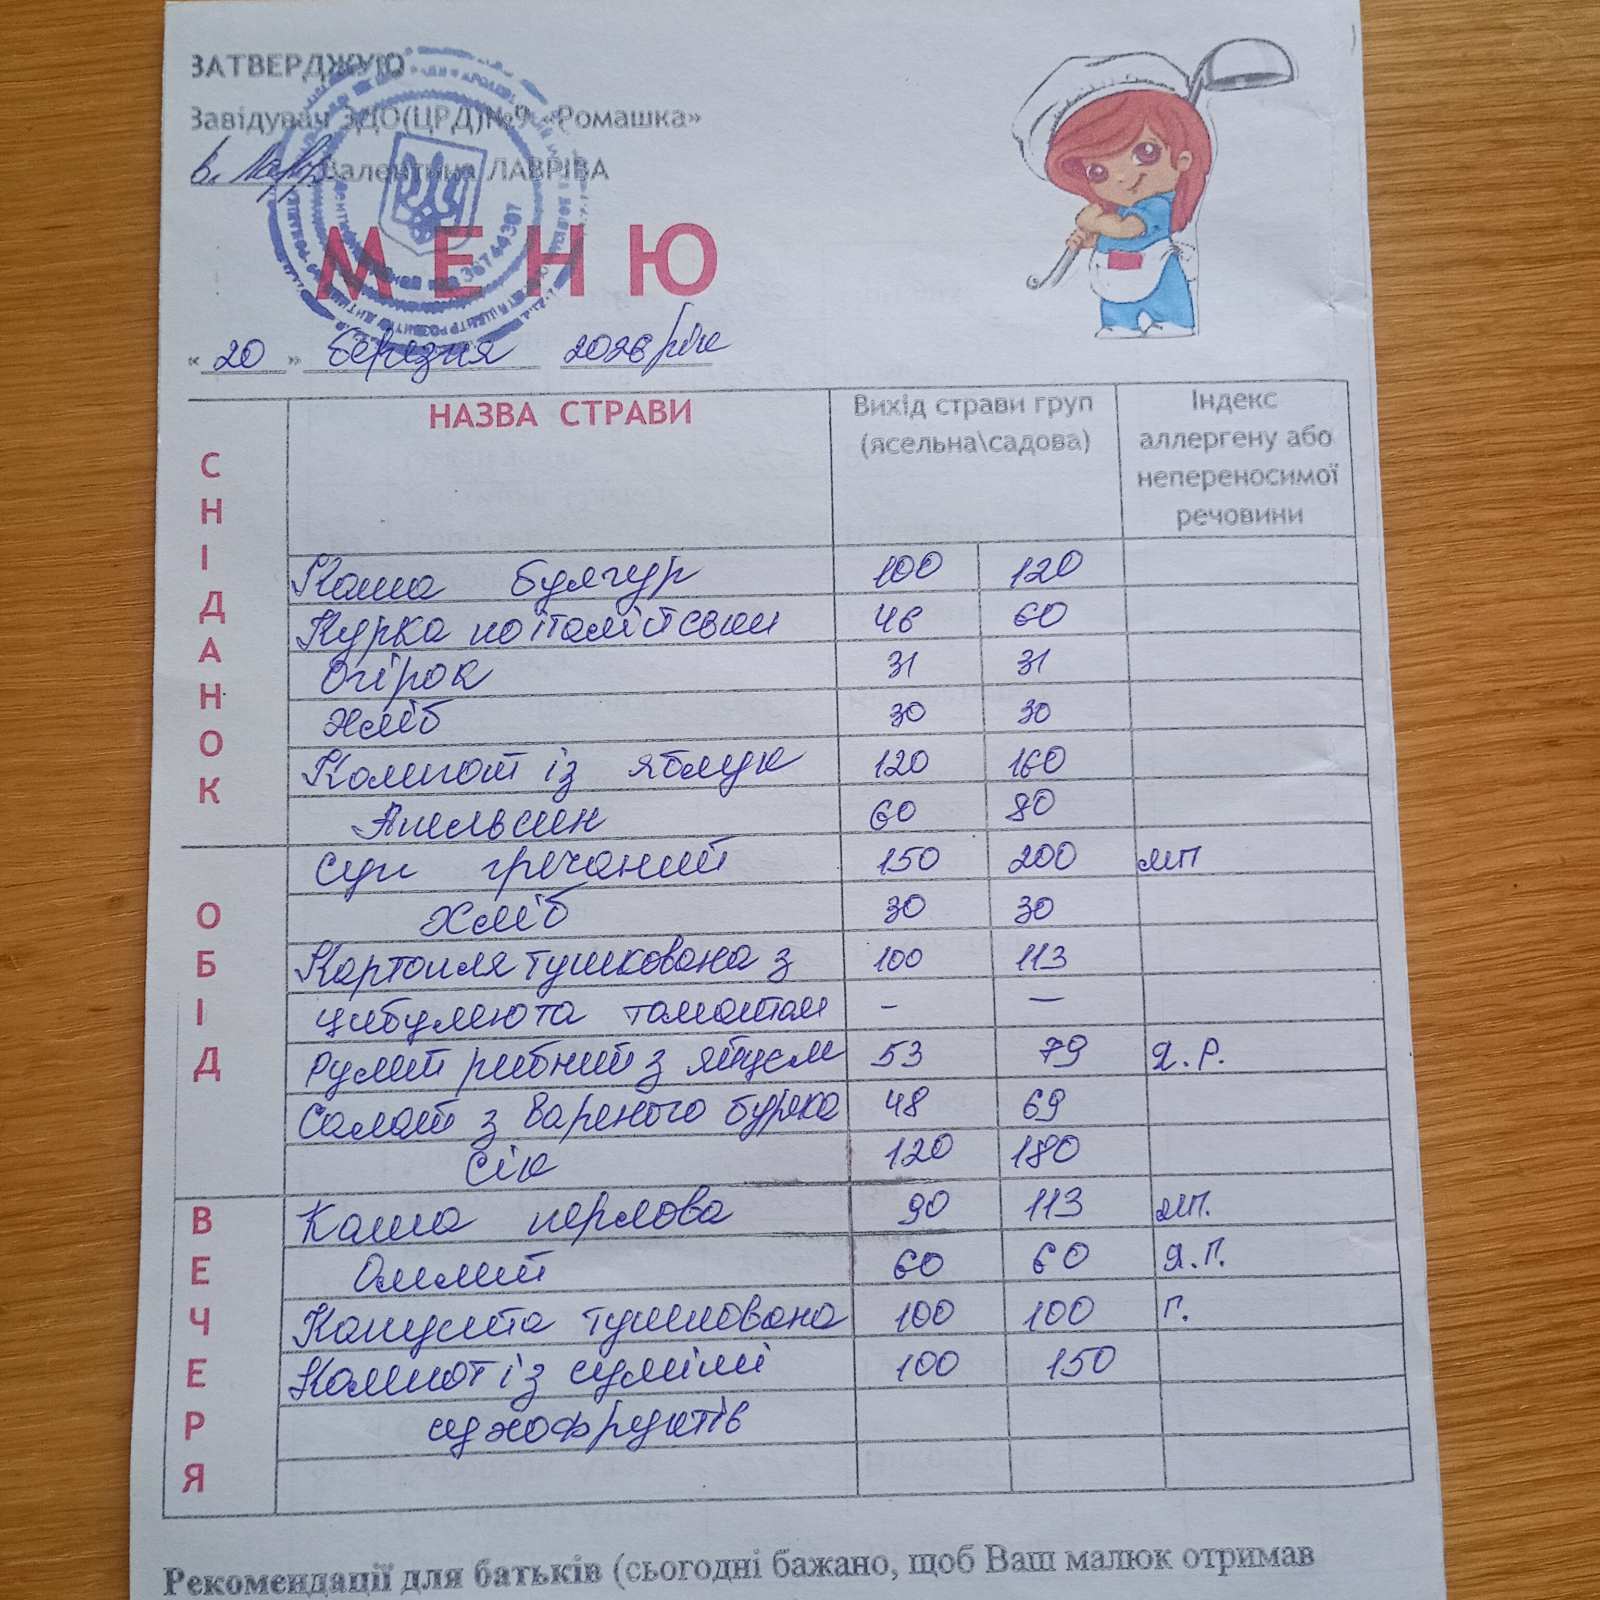 ЗАТВЕРДЖУЮ
Завідувач ЗДО(ЦРД)№9 «Ромашка»
В. Лавр. Валентина ЛАВРІВА
МЕНЮ
« 20 » березня 2026 рік
НАЗВА СТРАВИ Вихід страви груп (ясельна\садова) Індекс аллергену або непереносимої речовини
СНІДАНОК
Каша булгур 100 120
Курка по італійськи 46 60
Огірок 31 31
Хліб 30 30
Компот із яблук 120 160
Апельсин 60 80
ОБІД
Суп гречаний 150 200 МП
Хліб 30 30
Картопля тушкована з 100 113
цибулею та томатом - —
Рулет рибний з яйцем 53 79 Я.Р.
Салат з вареного буряка 48 69
Сік 120 180
ВЕЧЕРЯ
Каша перлова 90 113 МП.
Омлет 60 60 Я.П.
Капуста тушкована 100 100 Г.
Компот із суміші 100 150
сухофруктів
Рекомендації для батьків (сьогодні бажано, щоб Ваш малюк отримав